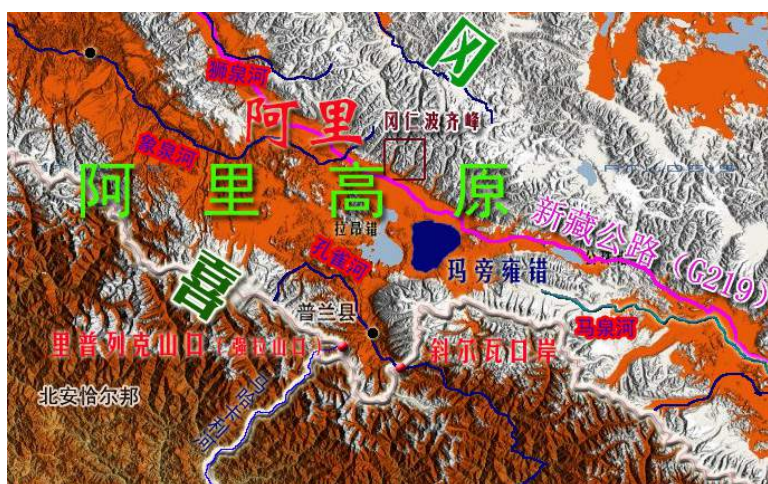 冈
狮泉河
阿里
冈仁波齐峰
象泉河
阿里高原
拉昂错
新藏公路（G219）
孔雀河
玛旁雍错
喜
普兰县
马泉河
里普列克山口（强拉山口）
斜尔瓦口岸
北安恰尔邦
马哈卡利河